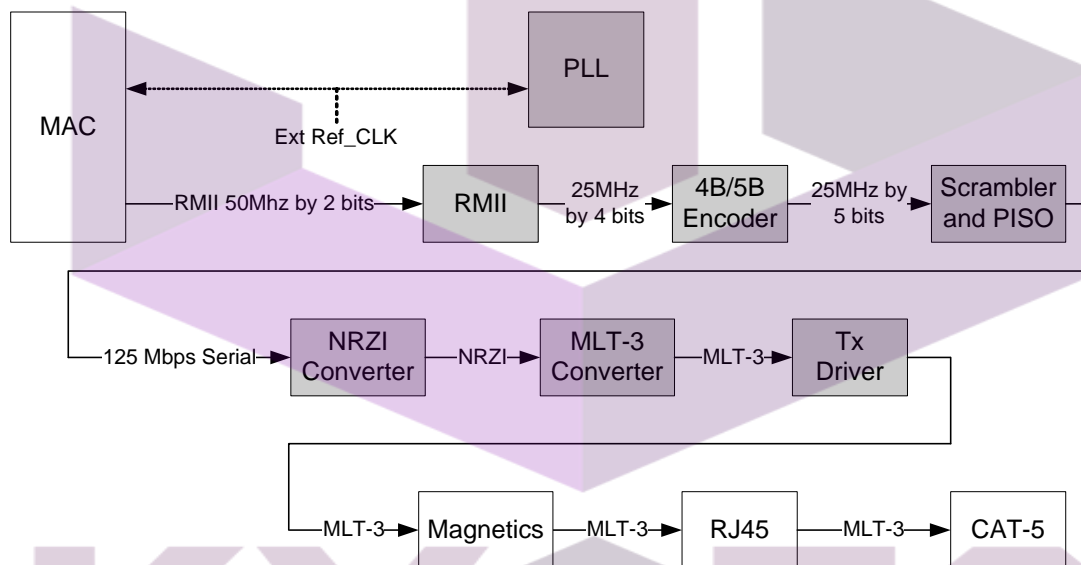 PLL
MAC
Ext Ref_CLK
RMII 50Mhz by 2 bits
RMII
25MHz
by 4 bits
4B/5B
Encoder
25MHz by
5 bits
Scrambler
and PISO
125 Mbps Serial
NRZI
Converter
NRZI
MLT-3
Converter
MLT-3
Tx
Driver
MLT-3
Magnetics
MLT-3
RJ45
MLT-3
CAT-5